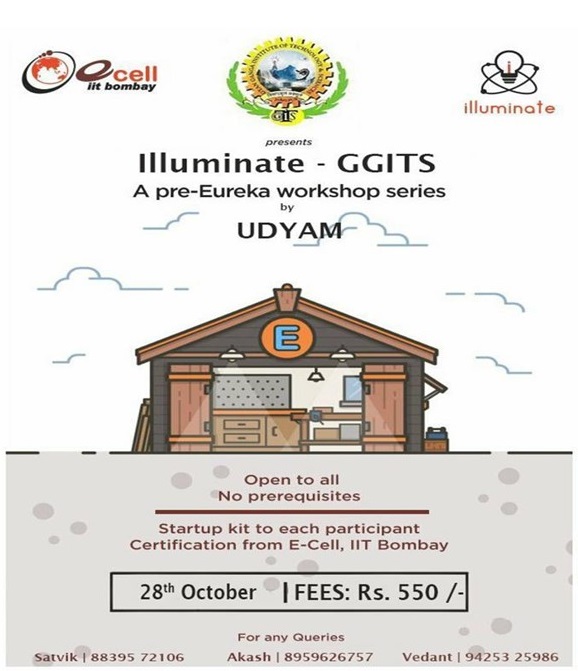 ecell
iit bombay
GGITS
illuminate
presents
Illuminate - GGITS
A pre-Eureka workshop series
by
UDYAM
E
Open to all
No prerequisites
Startup kit to each participant
Certification from E-Cell, IIT Bombay
28th October | FEES: Rs. 550 /-
For any Queries
Satvik | 88395 72106 Akash | 8959626757 Vedant | 94253 25986